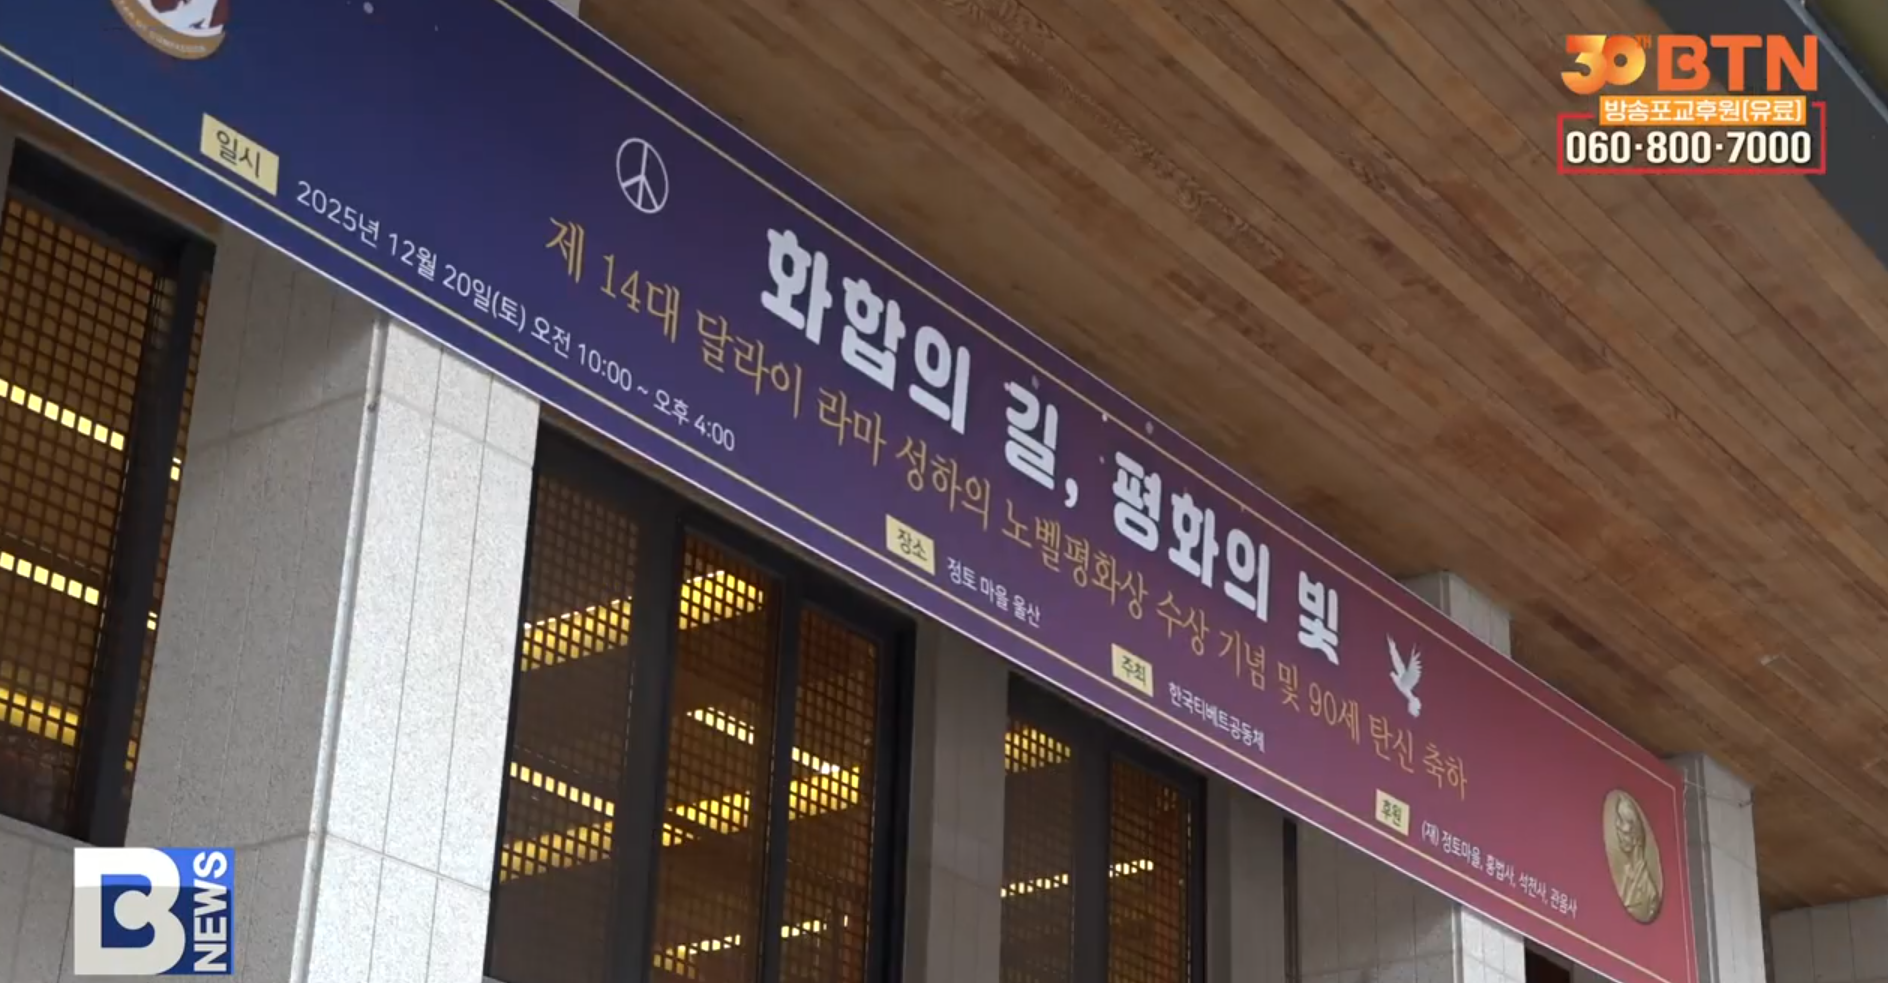 30 BTN
방송포교후원(유료)
060·800·7000
화합의 길, 평화의 빛
제 14대 달라이 라마 성하의 노벨평화상 수상 기념 및 90세 탄신 축하
일시 2025년 12월 20일(토) 오전 10:00 ~ 오후 4:00
장소 정토 마을 울산
주최 한국티베트공동체
후원 (재) 정토마을, 홍법사, 석천사, 관음사
B NEWS